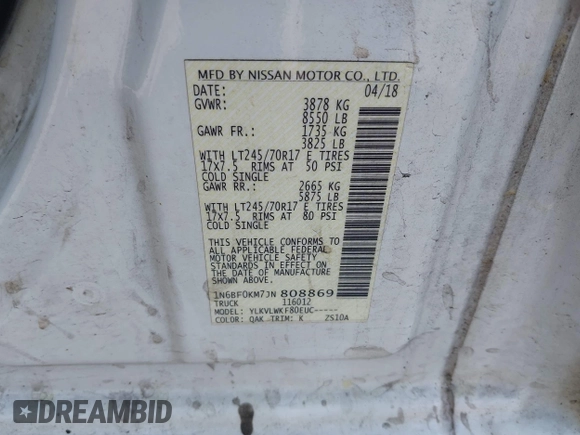 MFD BY NISSAN MOTOR CO., LTD.
DATE: 04/18
GVWR: 3878 KG
8550 LB
GAWR FR.: 1735 KG
3825 LB
WITH LT245/70R17 E TIRES
17X7.5 RIMS AT 50 PSI
COLD SINGLE
GAWR RR.: 2665 KG
5875 LB
WITH LT245/70R17 E TIRES
17X7.5 RIMS AT 80 PSI
COLD SINGLE
THIS VEHICLE CONFORMS TO
ALL APPLICABLE FEDERAL
MOTOR VEHICLE SAFETY
STANDARDS IN EFFECT ON
THE DATE OF MANUFACTURE
SHOWN ABOVE.
1N6BF0KM7JN808869
TRUCK 116012
MODEL: YLKVLWKF80EUC-----
COLOR: QAK TRIM: K ZS10A
DREAMBID